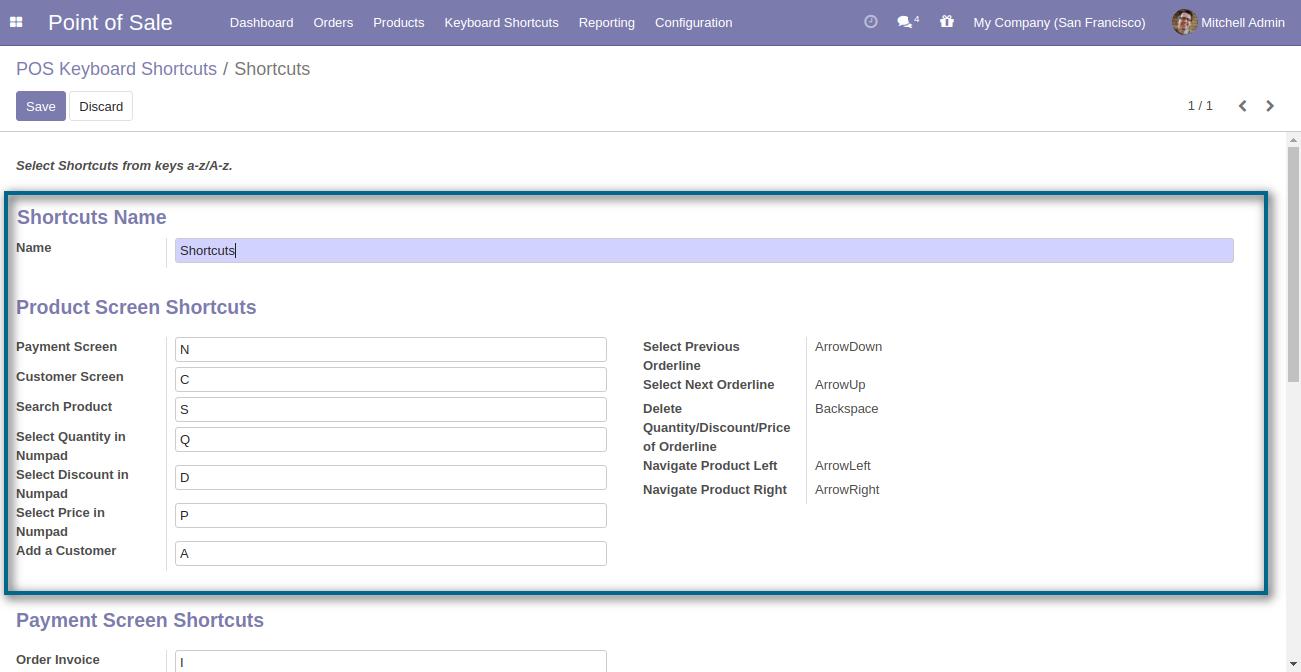 Point of Sale
Dashboard Orders Products Keyboard Shortcuts Reporting Configuration
4 My Company (San Francisco) Mitchell Admin
POS Keyboard Shortcuts / Shortcuts
Save Discard
1 / 1
Select Shortcuts from keys a-z/A-z.
Shortcuts Name
Name Shortcuts
Product Screen Shortcuts
Payment Screen N
Customer Screen C
Search Product S
Select Quantity in
Numpad Q
Select Discount in
Numpad D
Select Price in
Numpad P
Add a Customer A
Select Previous
Orderline ArrowDown
Select Next Orderline ArrowUp
Delete Backspace
Quantity/Discount/Price
of Orderline
Navigate Product Left ArrowLeft
Navigate Product Right ArrowRight
Payment Screen Shortcuts
Order Invoice I